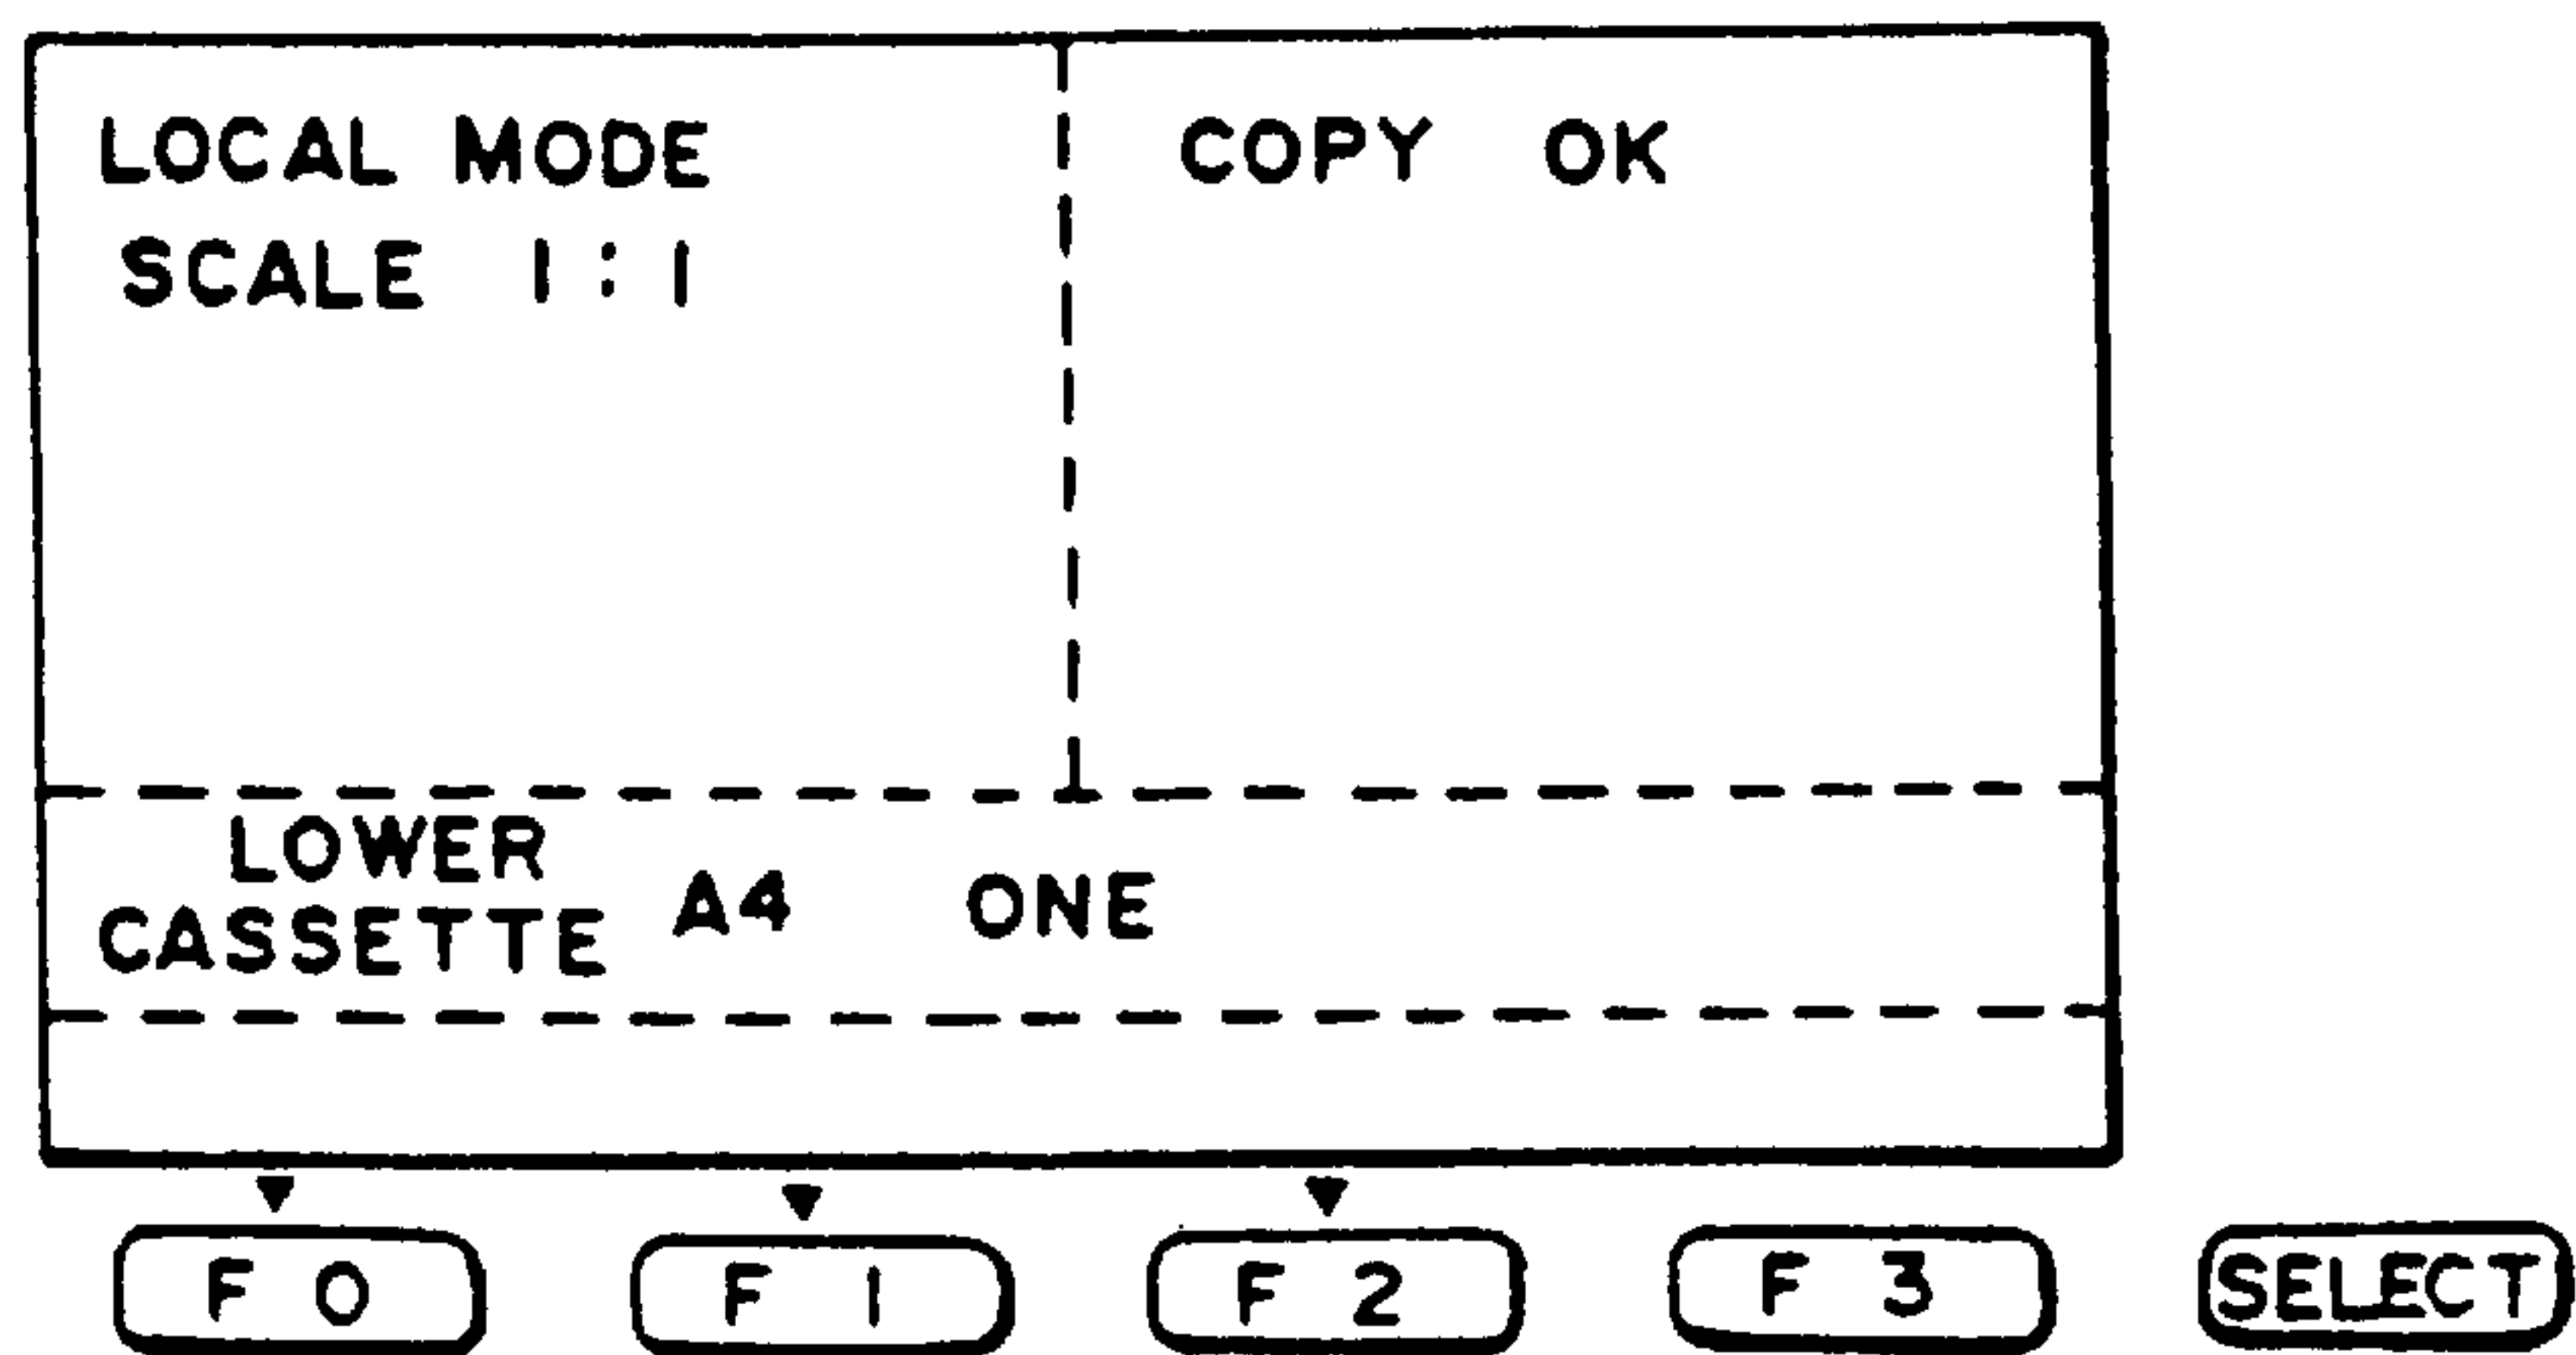 LOCAL MODE
SCALE 1:1
COPY OK
LOWER
CASSETTE A4 ONE
F 0
F 1
F 2
F 3
SELECT